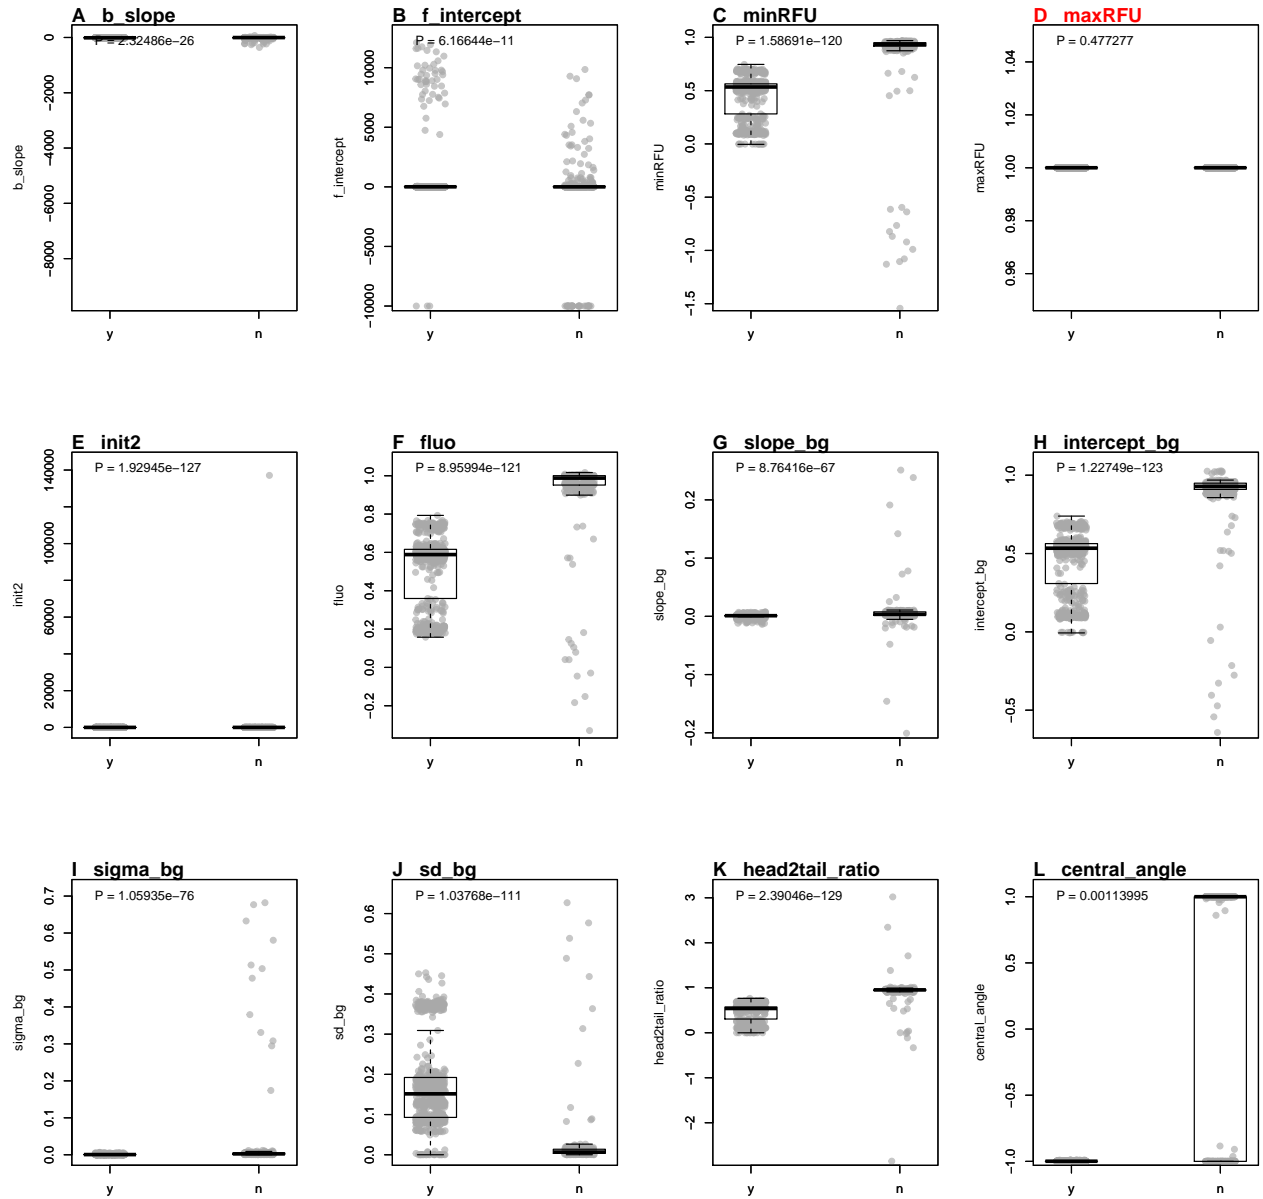 A b_slope
P = 2.32486e−26
b_slope
0
−2000
−4000
−6000
−8000
y
n
B f_intercept
P = 6.16644e−11
f_intercept
10000
5000
0
−5000
−10000
y
n
C minRFU
P = 1.58691e−120
minRFU
1.0
0.5
0.0
−0.5
−1.0
−1.5
y
n
D maxRFU
P = 0.477277
maxRFU
1.04
1.02
1.00
0.98
0.96
y
n
E init2
P = 1.92945e−127
init2
140000
100000
60000
20000
0
y
n
F fluo
P = 8.95994e−121
fluo
1.0
0.8
0.6
0.4
0.2
0.0
−0.2
y
n
G slope_bg
P = 8.76416e−67
slope_bg
0.2
0.1
0.0
−0.1
−0.2
y
n
H intercept_bg
P = 1.22749e−123
intercept_bg
1.0
0.5
0.0
−0.5
y
n
I sigma_bg
P = 1.05935e−76
sigma_bg
0.7
0.6
0.5
0.4
0.3
0.2
0.1
0.0
y
n
J sd_bg
P = 1.03768e−111
sd_bg
0.6
0.5
0.4
0.3
0.2
0.1
0.0
y
n
K head2tail_ratio
P = 2.39046e−129
head2tail_ratio
3
2
1
0
−1
−2
y
n
L central_angle
P = 0.00113995
central_angle
1.0
0.5
0.0
−0.5
−1.0
y
n